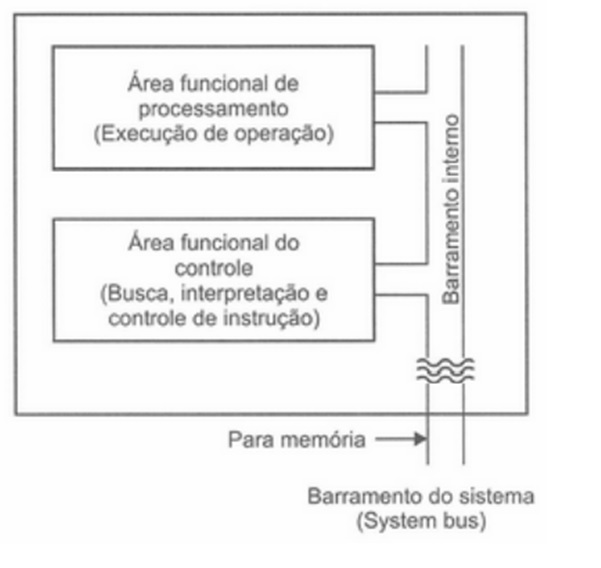 Área funcional de
processamento
(Execução de operação)
Área funcional do
controle
(Busca, interpretação e
controle de instrução)
Barramento interno
Para memória
Barramento do sistema
(System bus)